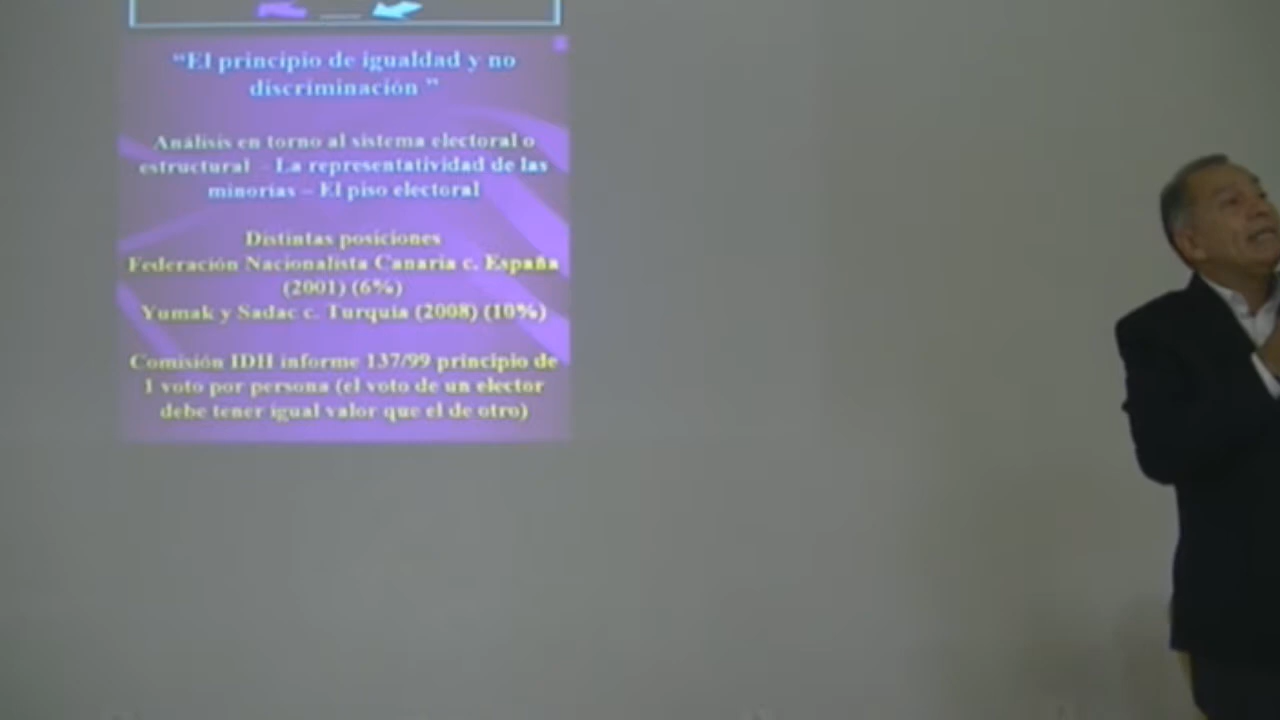 “El principio de igualdad y no
discriminación ”
Análisis en torno al sistema electoral o
estructural – La representatividad de las
minorías – El piso electoral
Distintas posiciones
Federación Nacionalista Canaria c. España
(2001) (6%)
Yumak y Sadac c. Turquía (2008) (10%)
Comisión IDH informe 137/99 principio de
1 voto por persona (el voto de un elector
debe tener igual valor que el de otro)